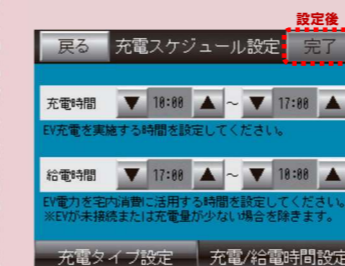 設定後
戻る 充電スケジュール設定 完了
充電時間 ▼ 10:00 ▲ ~ ▼ 17:00 ▲
EV充電を実施する時間を設定してください。
給電時間 ▼ 17:00 ▲ ~ ▼ 10:00 ▲
EV電力を宅内消費に活用する時間を設定してください。
※EVが未接続または充電量が少ない場合を除きます。
充電タイプ設定 充電/給電時間設定